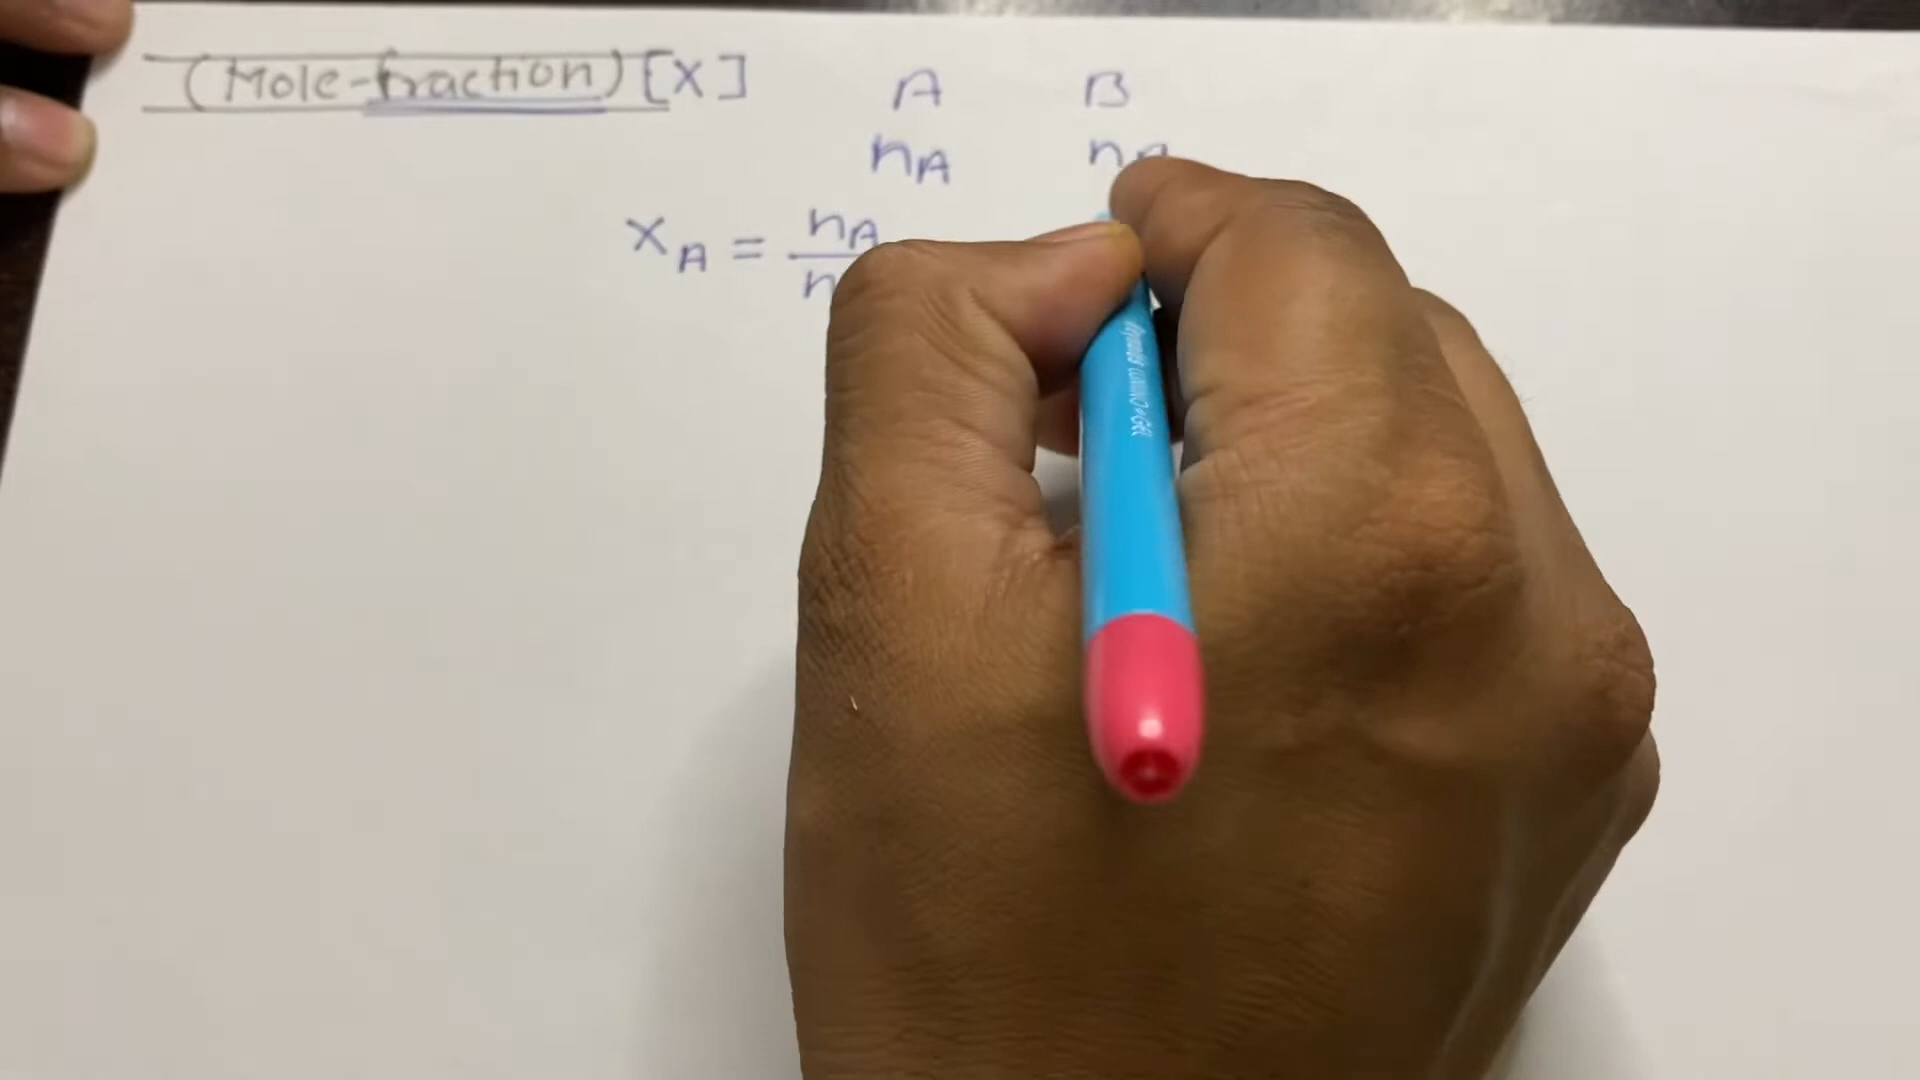 (Mole-fraction) [X] A B
nA n
XA = nA
n